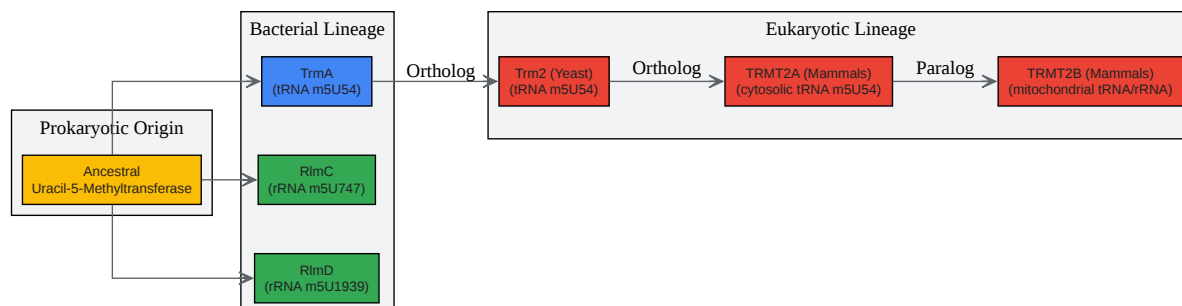 Bacterial Lineage
Eukaryotic Lineage
TrmA
(tRNA m5U54)
Ortholog
Trm2 (Yeast)
(tRNA m5U54)
Ortholog
TRMT2A (Mammals)
(cytosolic tRNA m5U54)
Paralog
TRMT2B (Mammals)
(mitochondrial tRNA/rRNA)
Prokaryotic Origin
Ancestral
Uracil-5-Methyltransferase
RlmC
(rRNA m5U747)
RlmD
(rRNA m5U1939)